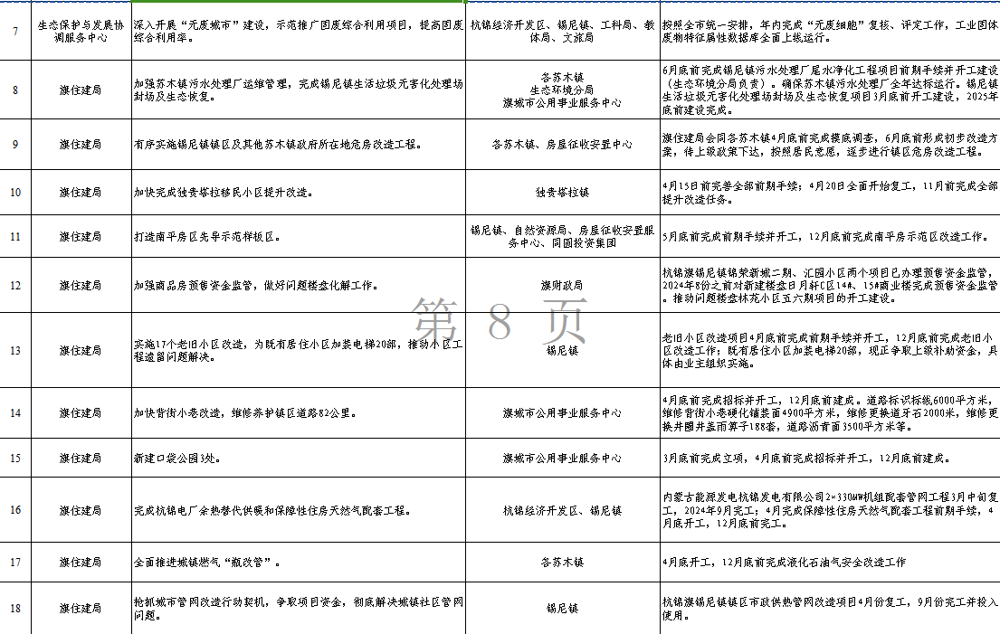 7
生态保护与发展协
调服务中心
深入开展“无废城市”建设，示范推广固废综合利用项目，提高固废
综合利用率。
杭锦经济开发区、锡尼镇、工科局、教
体局、文旅局
按照全市统一安排，年内完成“无废细胞”复核、评定工作，工业固体
废物特征属性数据库全面上线运行。
8
旗住建局
加强苏木镇污水处理厂运维管理，完成锡尼镇生活垃圾无害化处理场
封场及生态恢复。
各苏木镇
生态环境分局
旗城市公用事业服务中心
6月底前完成锡尼镇污水处理厂尾水净化工程项目前期手续并开工建设
（生态环境分局负责）。确保苏木镇污水处理厂全年达标运行。锡尼镇
生活垃圾无害化处理场封场及生态恢复项目3月底前开工建设，2025年
底前建设完成。
9
旗住建局
有序实施锡尼镇镇区及其他苏木镇政府所在地危房改造工程。
各苏木镇、房屋征收安置中心
旗住建局会同各苏木镇4月底前完成摸底调查，6月底前形成初步改造方
案，待上级政策下达，按照居民意愿，逐步进行镇区危房改造工程。
10
旗住建局
加快完成独贵塔拉移民小区提升改造。
独贵塔拉镇
4月15日前完善全部前期手续；4月20日全面开始复工，11月前完成全部
提升改造任务。
11
旗住建局
打造南平房区先导示范样板区。
锡尼镇、自然资源局、房屋征收安置服
务中心、同圆投资集团
5月底前完成前期手续并开工，12月底前完成南平房示范区改造工作。
12
旗住建局
加强商品房预售资金监管，做好问题楼盘化解工作。
旗财政局
杭锦旗锡尼镇锦荣新城二期、汇园小区两个项目已办理预售资金监管，
2024年8份之前对新建楼盘日月轩C区14#、15#商业楼完成预售资金监管
。推动问题楼盘林苑小区五六期项目的开工建设。
第 8 页
13
旗住建局
实施17个老旧小区改造，为既有居住小区加装电梯20部，推动小区工
程遗留问题解决。
锡尼镇
老旧小区改造项目4月底前完成前期手续并开工，12月底前完成老旧小
区改造工作；既有居住小区加装电梯20部，现正争取上级补助资金，具
体由业主组织实施。
14
旗住建局
加快背街小巷改造，维修养护镇区道路82公里。
旗城市公用事业服务中心
4月底前完成招标并开工，12月底前建成。道路标识标线6000平方米，
维修背街小巷硬化铺装面4900平方米，维修更换道牙石2000米，维修更
换井圈井盖雨箅子188套，道路沥青面3500平方米等。
15
旗住建局
新建口袋公园3处。
旗城市公用事业服务中心
3月底前完成立项，4月底前完成招标并开工，12月底前建成。
16
旗住建局
完成杭锦电厂余热替代供暖和保障性住房天然气配套工程。
杭锦经济开发区、锡尼镇
内蒙古能源发电杭锦发电有限公司2×330MW机组配套管网工程3月中旬复
工，2024年9月完工；4月完成保障性住房天然气配套工程前期手续，4
月底开工，12月底前完工。
17
旗住建局
全面推进城镇燃气“瓶改管”。
各苏木镇
4月底开工，12月底前完成液化石油气安全改造工作
18
旗住建局
抢抓城市管网改造行动契机，争取项目资金，彻底解决城镇社区管网
问题。
锡尼镇
杭锦旗锡尼镇镇区市政供热管网改造项目4月份复工，9月份完工并投入
使用。